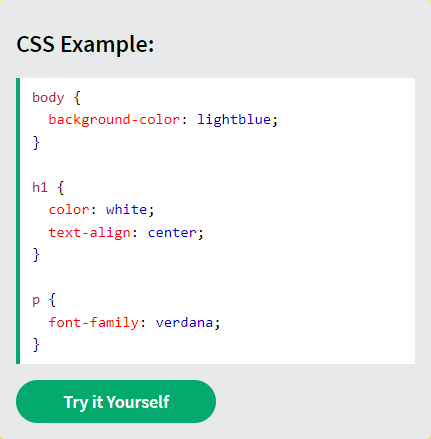 CSS Example:
body {
  background-color: lightblue;
}
h1 {
  color: white;
  text-align: center;
}
p {
  font-family: verdana;
}
Try it Yourself